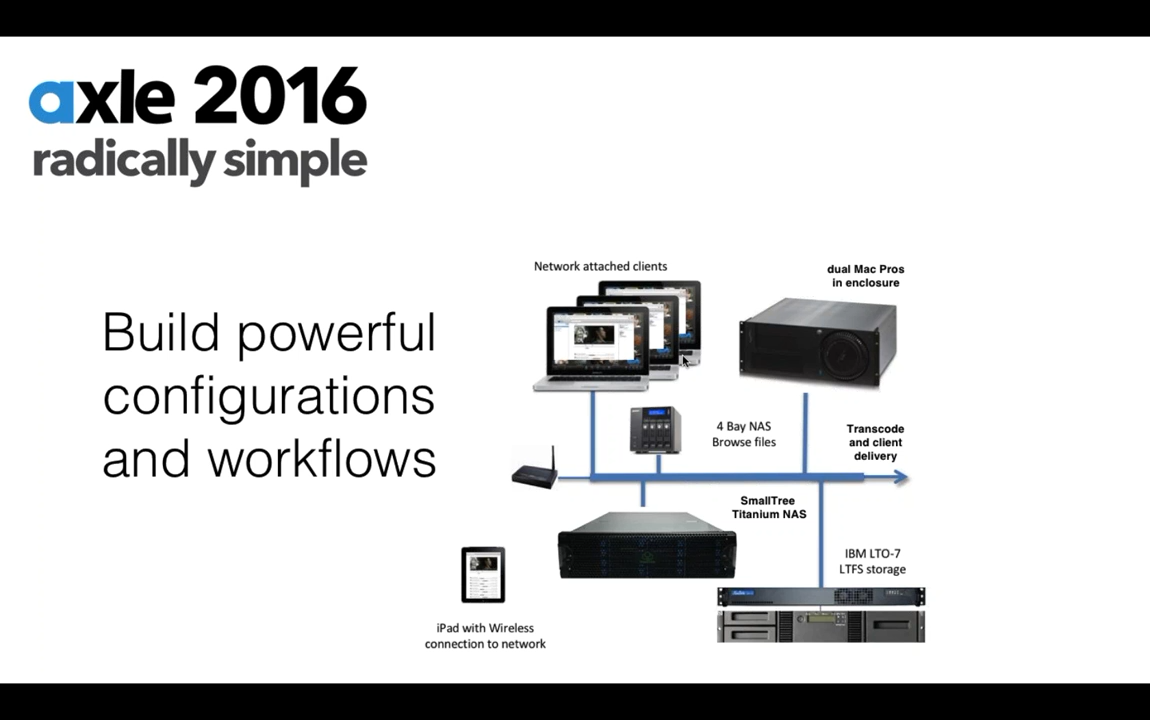 axle 2016
radically simple
Build powerful
configurations
and workflows
Network attached clients
dual Mac Pros
in enclosure
4 Bay NAS
Browse files
Transcode
and client
delivery
SmallTree
Titanium NAS
IBM LTO-7
LTFS storage
iPad with Wireless
connection to network